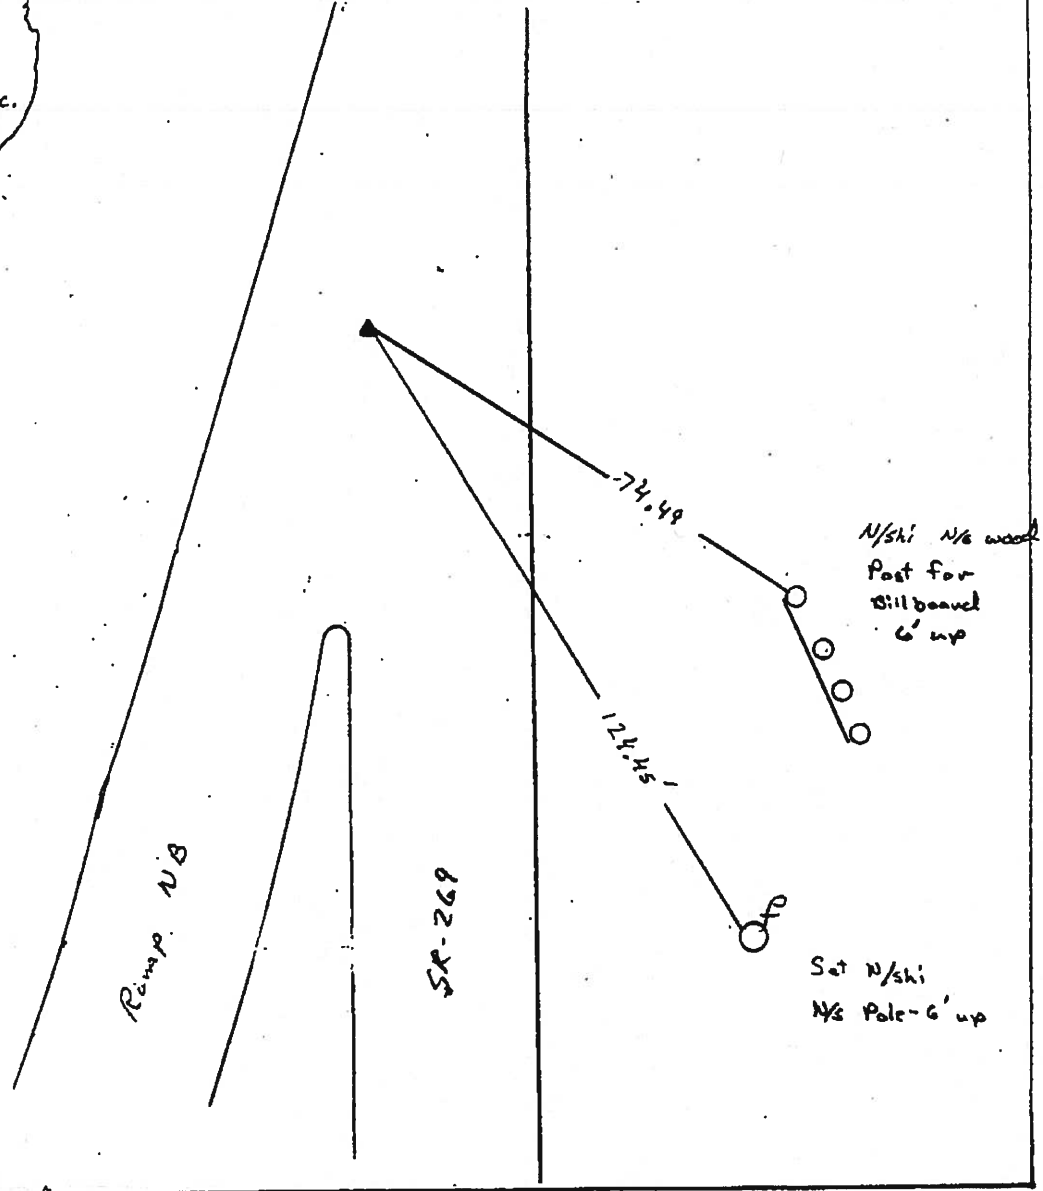 c.
74.49
N/shi N/s wood
Post for
Billboard
6' up
124.45'
Ramp NB
SR-269
Set N/shi
N/s Pole-6' up